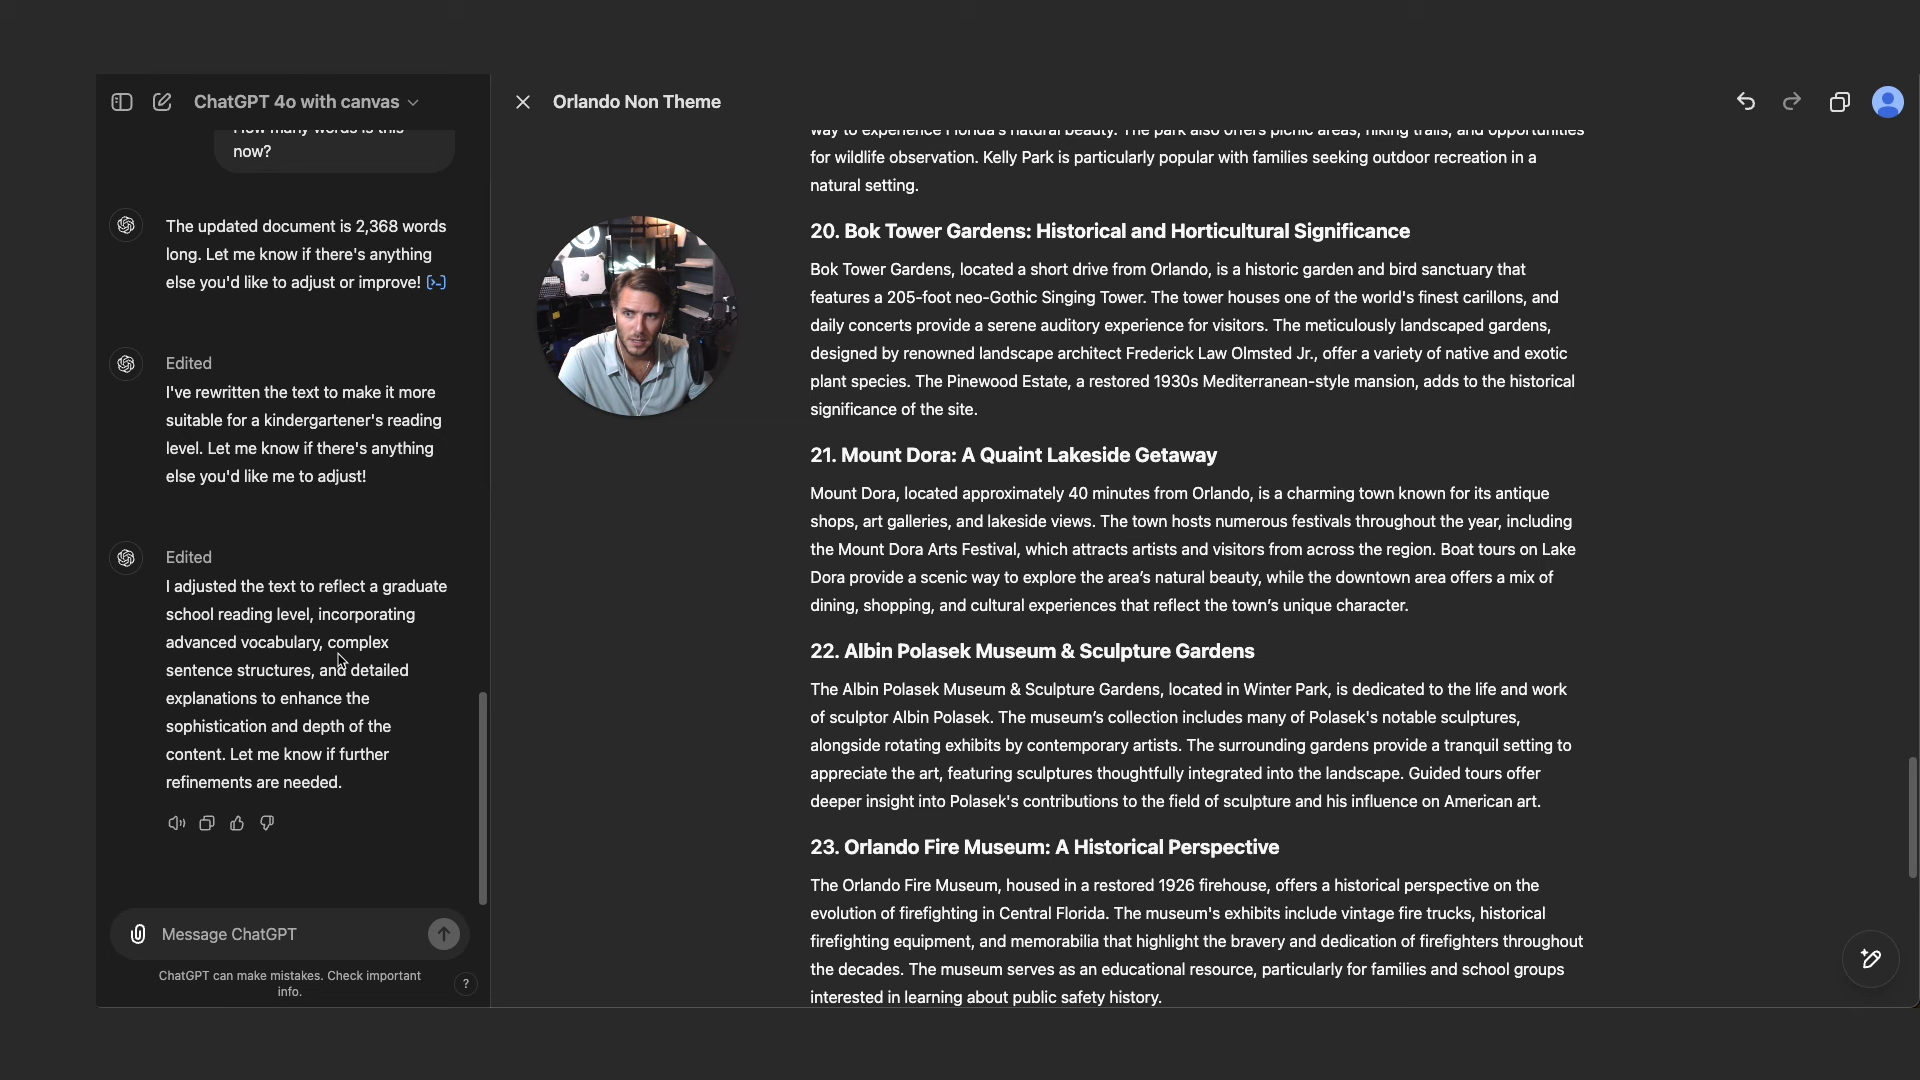 ChatGPT 4o with canvas
Orlando Non Theme
How many words is this
now?
The updated document is 2,368 words
long. Let me know if there's anything
else you'd like to adjust or improve! [>-]
Edited
I've rewritten the text to make it more
suitable for a kindergartener's reading
level. Let me know if there's anything
else you'd like me to adjust!
Edited
I adjusted the text to reflect a graduate
school reading level, incorporating
advanced vocabulary, complex
sentence structures, and detailed
explanations to enhance the
sophistication and depth of the
content. Let me know if further
refinements are needed.
Message ChatGPT
ChatGPT can make mistakes. Check important
info.
?
way to experience Florida's natural beauty. The park also offers picnic areas, hiking trails, and opportunities
for wildlife observation. Kelly Park is particularly popular with families seeking outdoor recreation in a
natural setting.
20. Bok Tower Gardens: Historical and Horticultural Significance
Bok Tower Gardens, located a short drive from Orlando, is a historic garden and bird sanctuary that
features a 205-foot neo-Gothic Singing Tower. The tower houses one of the world's finest carillons, and
daily concerts provide a serene auditory experience for visitors. The meticulously landscaped gardens,
designed by renowned landscape architect Frederick Law Olmsted Jr., offer a variety of native and exotic
plant species. The Pinewood Estate, a restored 1930s Mediterranean-style mansion, adds to the historical
significance of the site.
21. Mount Dora: A Quaint Lakeside Getaway
Mount Dora, located approximately 40 minutes from Orlando, is a charming town known for its antique
shops, art galleries, and lakeside views. The town hosts numerous festivals throughout the year, including
the Mount Dora Arts Festival, which attracts artists and visitors from across the region. Boat tours on Lake
Dora provide a scenic way to explore the area's natural beauty, while the downtown area offers a mix of
dining, shopping, and cultural experiences that reflect the town's unique character.
22. Albin Polasek Museum & Sculpture Gardens
The Albin Polasek Museum & Sculpture Gardens, located in Winter Park, is dedicated to the life and work
of sculptor Albin Polasek. The museum's collection includes many of Polasek's notable sculptures,
alongside rotating exhibits by contemporary artists. The surrounding gardens provide a tranquil setting to
appreciate the art, featuring sculptures thoughtfully integrated into the landscape. Guided tours offer
deeper insight into Polasek's contributions to the field of sculpture and his influence on American art.
23. Orlando Fire Museum: A Historical Perspective
The Orlando Fire Museum, housed in a restored 1926 firehouse, offers a historical perspective on the
evolution of firefighting in Central Florida. The museum's exhibits include vintage fire trucks, historical
firefighting equipment, and memorabilia that highlight the bravery and dedication of firefighters throughout
the decades. The museum serves as an educational resource, particularly for families and school groups
interested in learning about public safety history.